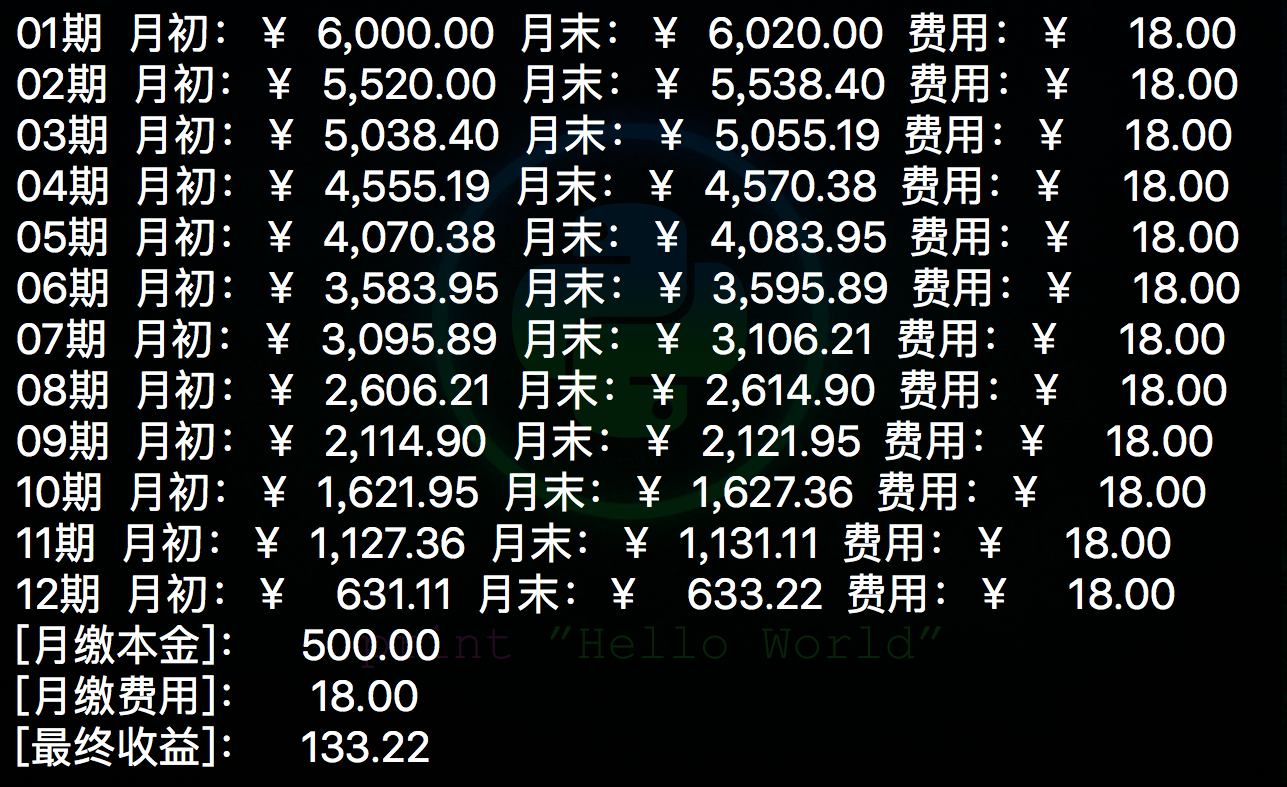 01期 月初: ¥ 6,000.00 月末: ¥ 6,020.00 费用: ¥ 18.00
02期 月初: ¥ 5,520.00 月末: ¥ 5,538.40 费用: ¥ 18.00
03期 月初: ¥ 5,038.40 月末: ¥ 5,055.19 费用: ¥ 18.00
04期 月初: ¥ 4,555.19 月末: ¥ 4,570.38 费用: ¥ 18.00
05期 月初: ¥ 4,070.38 月末: ¥ 4,083.95 费用: ¥ 18.00
06期 月初: ¥ 3,583.95 月末: ¥ 3,595.89 费用: ¥ 18.00
07期 月初: ¥ 3,095.89 月末: ¥ 3,106.21 费用: ¥ 18.00
08期 月初: ¥ 2,606.21 月末: ¥ 2,614.90 费用: ¥ 18.00
09期 月初: ¥ 2,114.90 月末: ¥ 2,121.95 费用: ¥ 18.00
10期 月初: ¥ 1,621.95 月末: ¥ 1,627.36 费用: ¥ 18.00
11期 月初: ¥ 1,127.36 月末: ¥ 1,131.11 费用: ¥ 18.00
12期 月初: ¥ 631.11 月末: ¥ 633.22 费用: ¥ 18.00
[月缴本金]: 500.00
print "Hello World"
[月缴费用]: 18.00
[最终收益]: 133.22